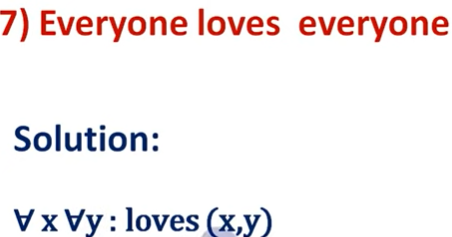 7) Everyone loves everyone
Solution:
∀ x ∀y : loves (x,y)